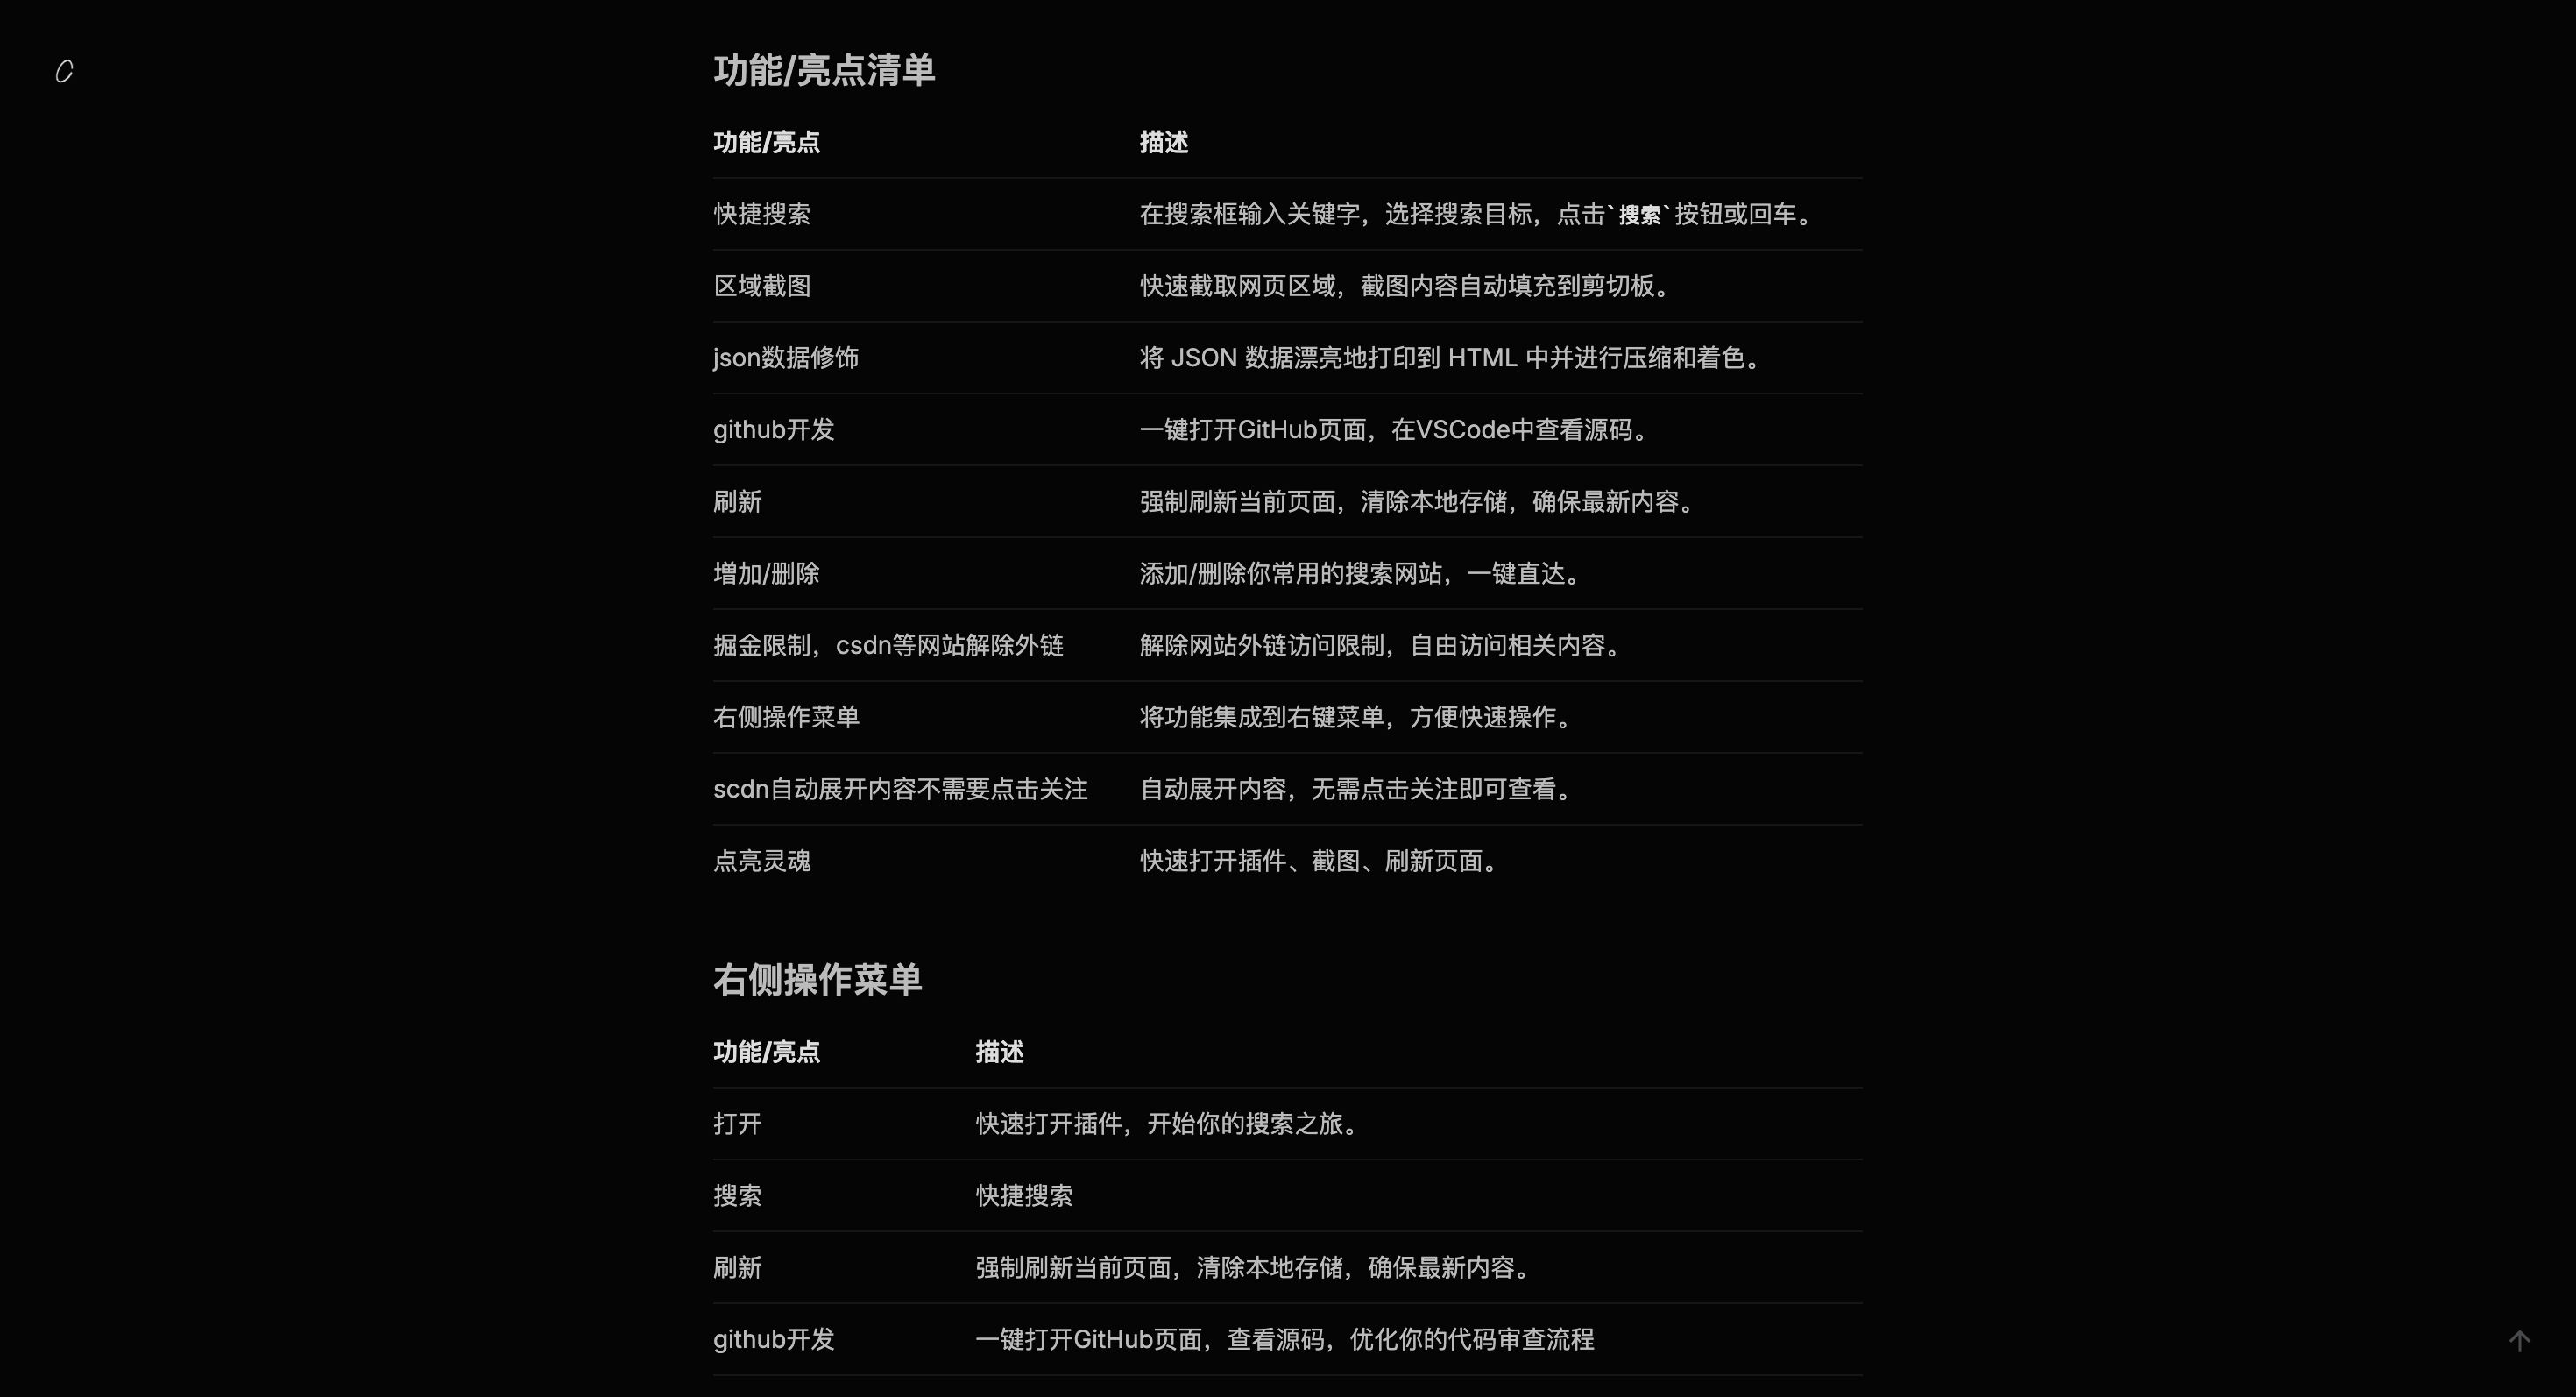 功能/亮点清单
功能/亮点 描述
快捷搜索 在搜索框输入关键字，选择搜索目标，点击`搜索`按钮或回车。
区域截图 快速截取网页区域，截图内容自动填充到剪切板。
json数据修饰 将 JSON 数据漂亮地打印到 HTML 中并进行压缩和着色。
github开发 一键打开GitHub页面，在VSCode中查看源码。
刷新 强制刷新当前页面，清除本地存储，确保最新内容。
增加/删除 添加/删除你常用的搜索网站，一键直达。
掘金限制，csdn等网站解除外链 解除网站外链访问限制，自由访问相关内容。
右侧操作菜单 将功能集成到右键菜单，方便快速操作。
scdn自动展开内容不需要点击关注 自动展开内容，无需点击关注即可查看。
点亮灵魂 快速打开插件、截图、刷新页面。
右侧操作菜单
功能/亮点 描述
打开 快速打开插件，开始你的搜索之旅。
搜索 快捷搜索
刷新 强制刷新当前页面，清除本地存储，确保最新内容。
github开发 一键打开GitHub页面，查看源码，优化你的代码审查流程